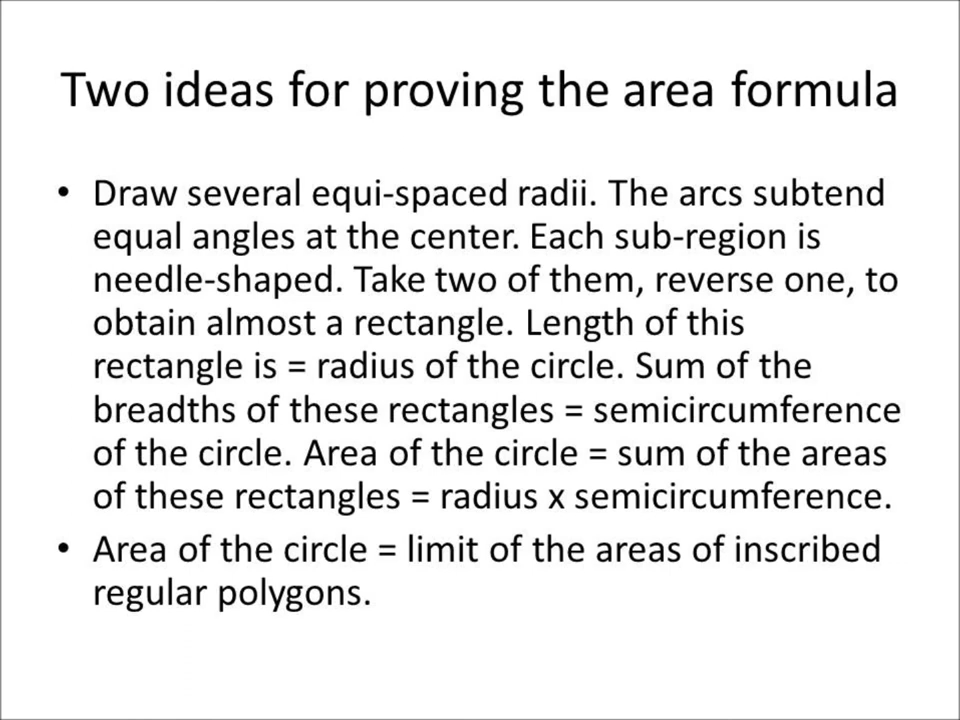 Two ideas for proving the area formula
• Draw several equi-spaced radii. The arcs subtend
equal angles at the center. Each sub-region is
needle-shaped. Take two of them, reverse one, to
obtain almost a rectangle. Length of this
rectangle is = radius of the circle. Sum of the
breadths of these rectangles = semicircumference
of the circle. Area of the circle = sum of the areas
of these rectangles = radius x semicircumference.
• Area of the circle = limit of the areas of inscribed
regular polygons.